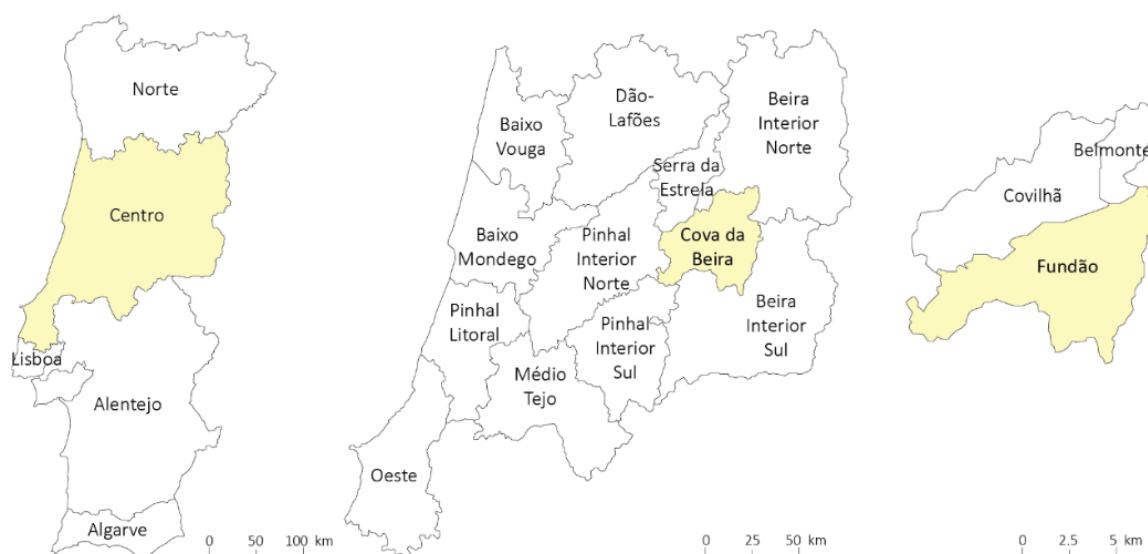 Norte
Centro
Lisboa
Alentejo
Algarve
0 50 100 km
Baixo
Vouga
Dão-
Lafões
Beira
Interior
Norte
Serra da
Estrela
Cova da
Beira
Baixo
Mondego
Pinhal
Interior
Norte
Pinhal
Litoral
Pinhal
Interior
Sul
Beira
Interior
Sul
Médio
Tejo
Oeste
0 25 50 km
Belmonte
Covilhã
Fundão
0 2.5 5 km